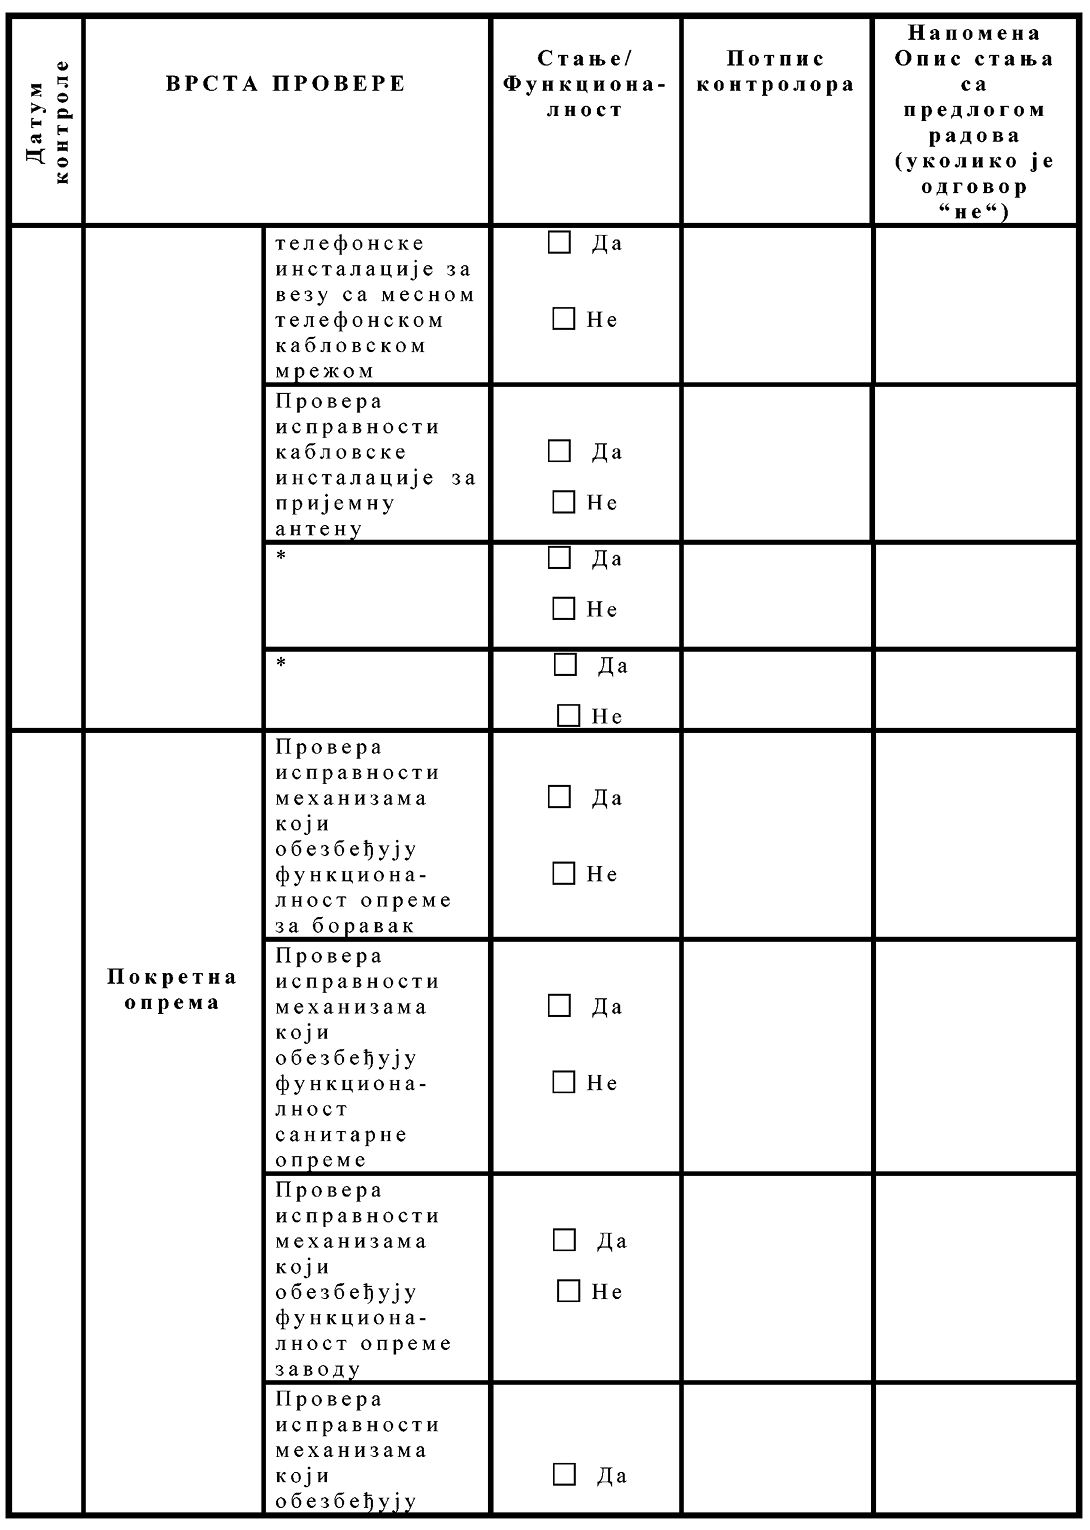 Датум
контроле
ВРСТА ПРОВЕРЕ
Стање/
Функциона-
лност
Потпис
контролора
Напомена
Опис стања
са
предлогом
радова
(уколико је
одговор
“не“)
телефонске
инсталације за
везу са месном
телефонском
кабловском
мрежом
Да
Не
Провера
исправности
кабловске
инсталације за
пријемну
антену
Да
Не
*
Да
Не
*
Да
Не
Покретна
опрема
Провера
исправности
механизама
који
обезбеђују
функциона-
лност опреме
за боравак
Да
Не
Провера
исправности
механизама
који
обезбеђују
функциона-
лност
санитарне
опреме
Да
Не
Провера
исправности
механизама
који
обезбеђују
функциона-
лност опреме
заводу
Да
Не
Провера
исправности
механизама
који
обезбеђују
Да